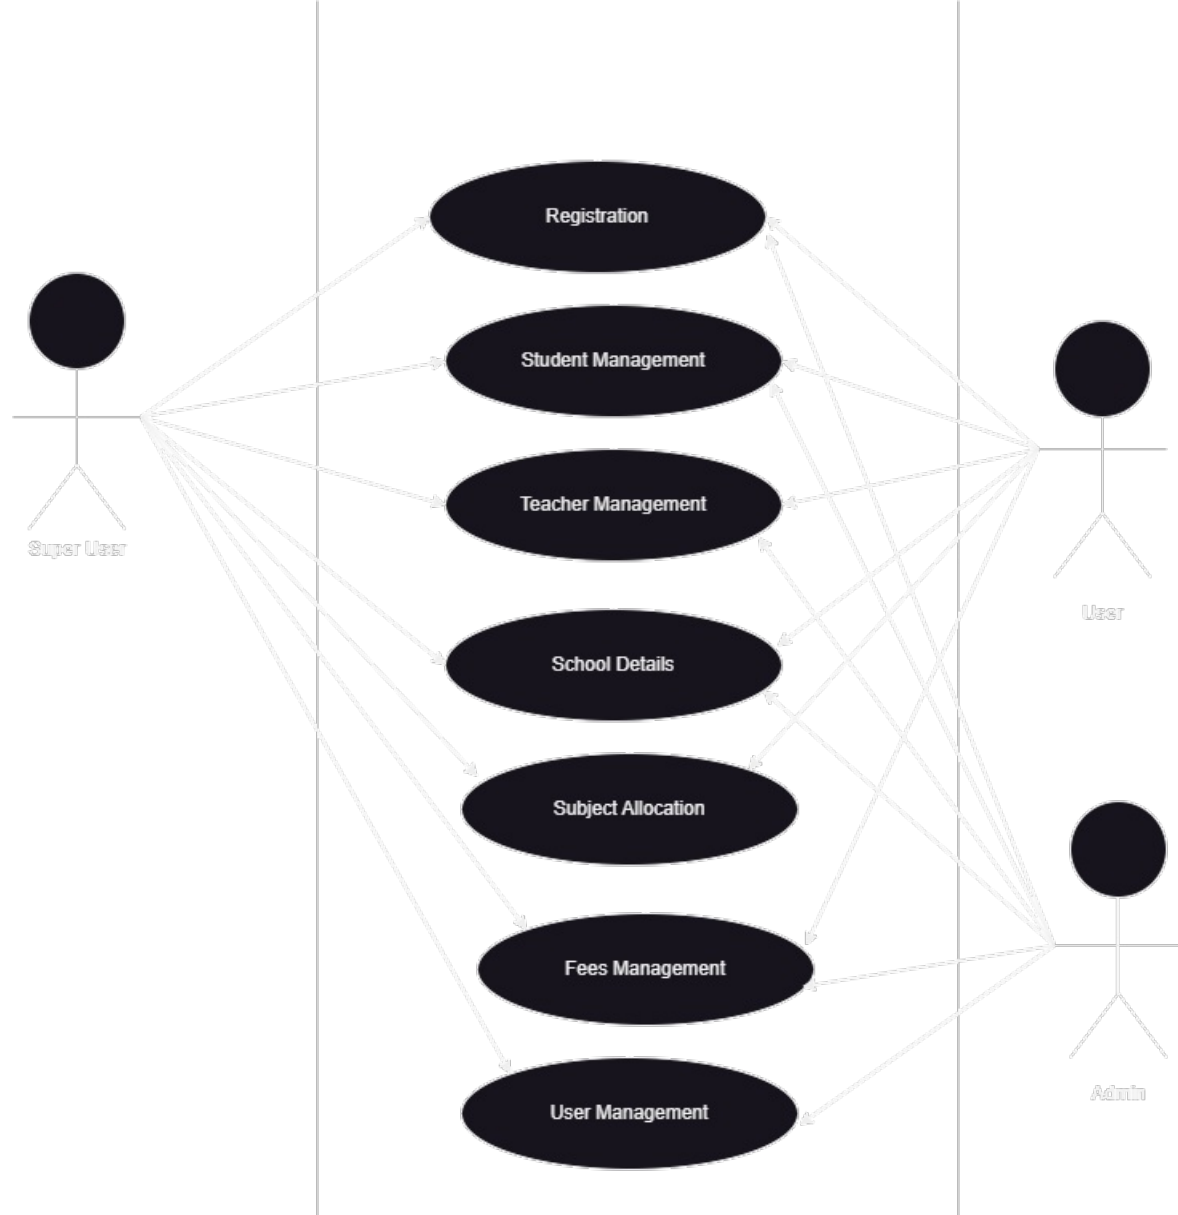 Registration
Student Management
Teacher Management
Super User
User
School Details
Subject Allocation
Fees Management
Admin
User Management